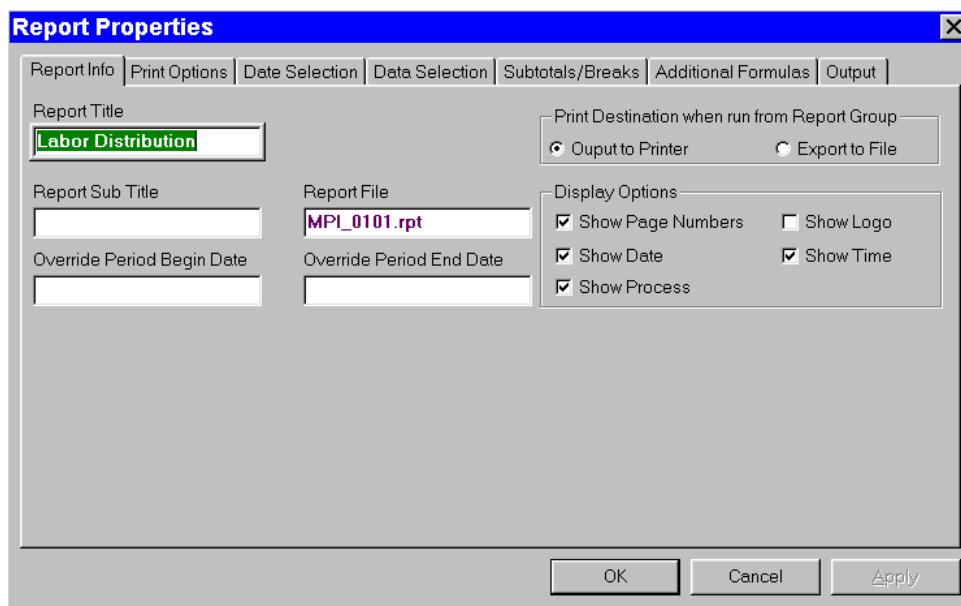 Report Properties
Report Info Print Options Date Selection Data Selection Subtotals/Breaks Additional Formulas Output
Report Title
Labor Distribution
Print Destination when run from Report Group
Ouput to Printer Export to File
Report Sub Title Report File
MPI_0101.rpt
Override Period Begin Date Override Period End Date
Display Options
Show Page Numbers Show Logo
Show Date Show Time
Show Process
OK Cancel Apply